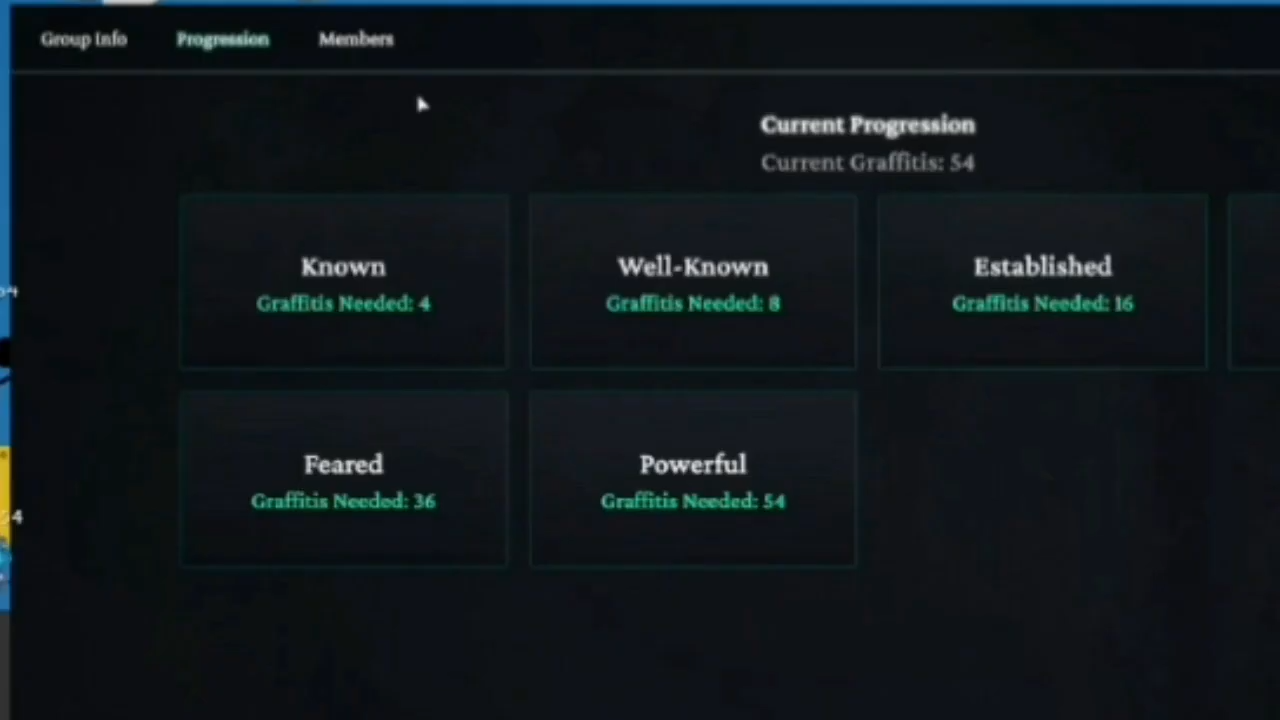 Group Info Progression Members
Current Progression
Current Graffitis: 54
Known
Graffitis Needed: 4
Well-Known
Graffitis Needed: 8
Established
Graffitis Needed: 16
Feared
Graffitis Needed: 36
Powerful
Graffitis Needed: 54